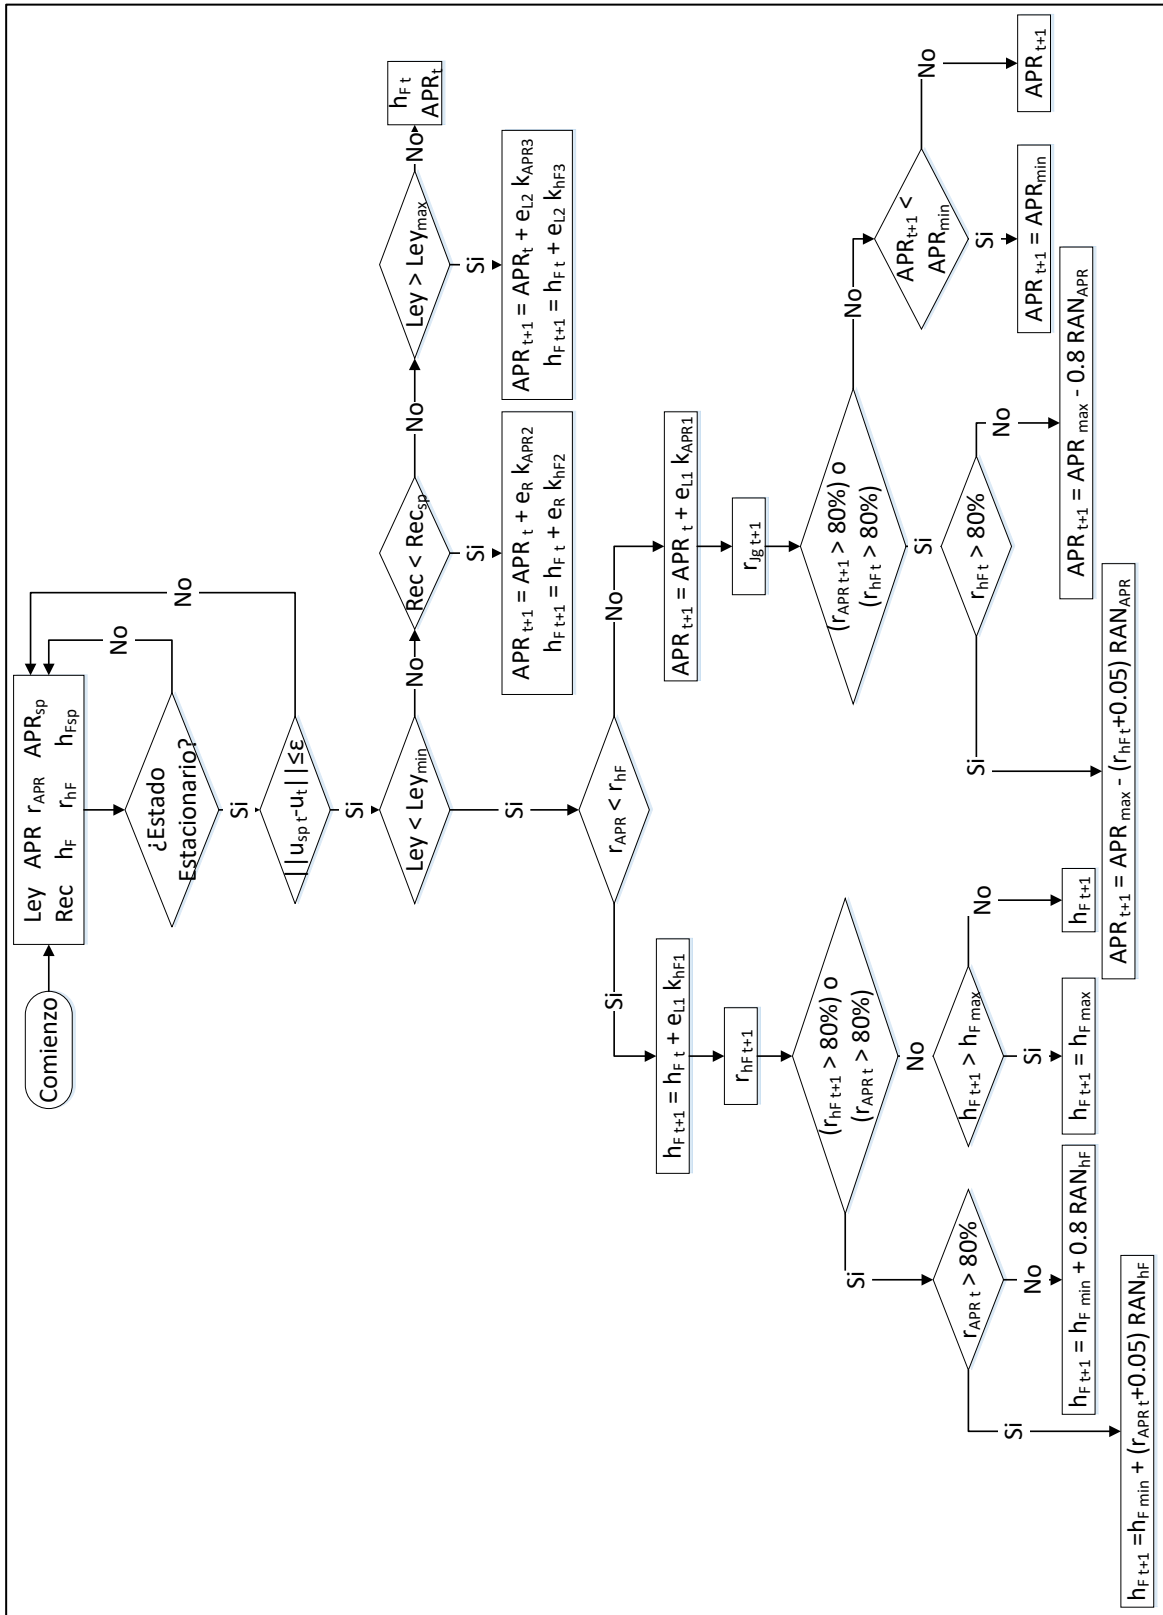 Comienzo
Ley APR r_APR APR_sp
Rec h_F r_hF h_Fsp
¿Estado
Estacionario?
No
Si
||u_sp t-u_t||≤ε
No
Si
Ley < Ley_min
No
Si
Rec < Rec_sp
No
Si
Ley > Ley_max
No
Si
h_F t
APR_t
APR_t+1 = APR_t + e_R k_APR2
h_F t+1 = h_F t + e_R k_hF2
APR_t+1 = APR_t + e_L2 k_APR3
h_F t+1 = h_F t + e_L2 k_hF3
r_APR < r_hF
Si
No
h_F t+1 = h_F t + e_L1 k_hF1
r_hF t+1
(r_hF t+1 > 80%) o
(r_APR t > 80%)
Si
No
r_APR t > 80%
Si
No
h_F t+1 > h_F max
Si
No
h_F t+1 =h_F min + (r_APR t+0.05) RAN_hF
h_F t+1 = h_F min + 0.8 RAN_hF
h_F t+1 = h_F max
h_F t+1
APR_t+1 = APR_t + e_L1 k_APR1
r_Jg t+1
(r_APR t+1 > 80%) o
(r_hF t > 80%)
Si
No
r_hF t > 80%
Si
No
APR_t+1 <
APR_min
Si
No
APR_t+1 = APR_max - (r_hF t+0.05) RAN_APR
APR_t+1 = APR_max - 0.8 RAN_APR
APR_t+1 = APR_min
APR_t+1